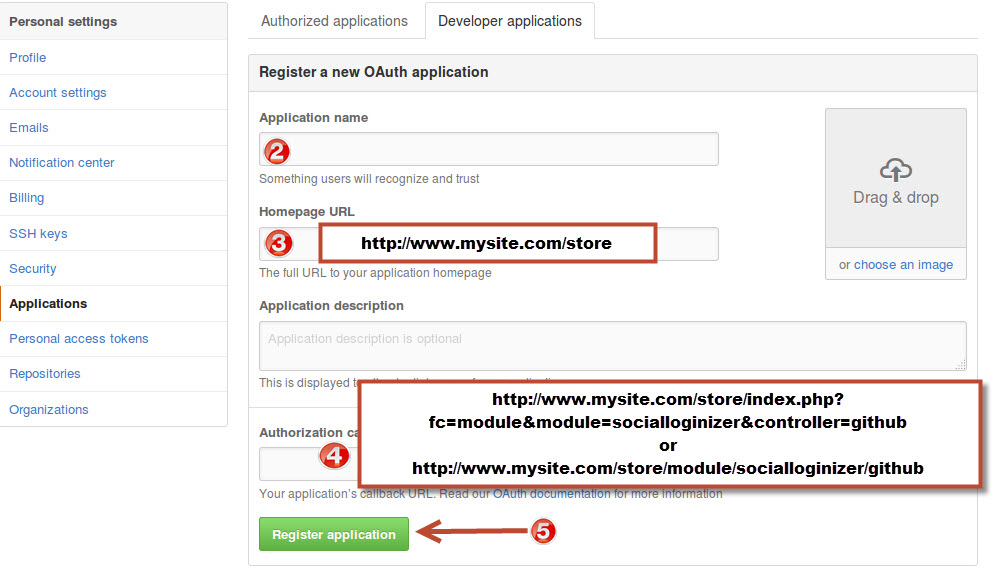 Personal settings
Profile
Account settings
Emails
Notification center
Billing
SSH keys
Security
Applications
Personal access tokens
Repositories
Organizations
Authorized applications
Developer applications
Register a new OAuth application
Application name
2
Something users will recognize and trust
Homepage URL
3
http://www.mysite.com/store
The full URL to your application homepage
Drag & drop
or choose an image
Application description
Application description is optional
This is displayed
http://www.mysite.com/store/index.php?
fc=module&module=socialloginizer&controller=github
or
http://www.mysite.com/store/module/socialloginizer/github
Authorization
4
Your application's callback URL. Read our OAuth documentation for more information
Register application
5